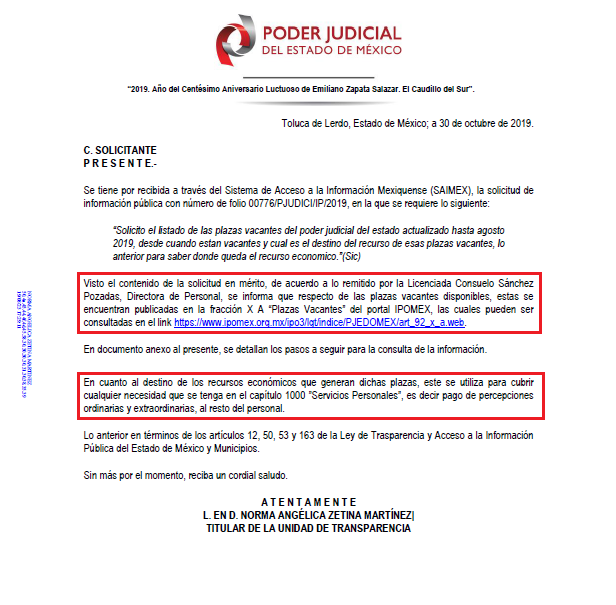 PODER JUDICIAL
DEL ESTADO DE MÉXICO
“2019. Año del Centésimo Aniversario Luctuoso de Emiliano Zapata Salazar. El Caudillo del Sur”.
Toluca de Lerdo, Estado de México; a 30 de octubre de 2019.
C. SOLICITANTE
P R E S E N T E.-
Se tiene por recibida a través del Sistema de Acceso a la Información Mexiquense (SAIMEX), la solicitud de
información pública con número de folio 00776/PJUDICI/IP/2019, en la que se requiere lo siguiente:
“Solicito el listado de las plazas vacantes del poder judicial del estado actualizado hasta agosto
2019, desde cuando estan vacantes y cual es el destino del recurso de esas plazas vacantes, lo
anterior para saber donde queda el recurso economico.”(Sic)
Visto el contenido de la solicitud en mérito, de acuerdo a lo remitido por la Licenciada Consuelo Sánchez
Pozadas, Directora de Personal, se informa que respecto de las plazas vacantes disponibles, estas se
encuentran publicadas en la fracción X A “Plazas Vacantes” del portal IPOMEX, las cuales pueden ser
consultadas en el link https://www.ipomex.org.mx/ipo3/lgt/indice/PJEDOMEX/art_92_x_a.web.
En documento anexo al presente, se detallan los pasos a seguir para la consulta de la información.
En cuanto al destino de los recursos económicos que generan dichas plazas, este se utiliza para cubrir
cualquier necesidad que se tenga en el capítulo 1000 "Servicios Personales”, es decir pago de percepciones
ordinarias y extraordinarias, al resto del personal.
Lo anterior en términos de los artículos 12, 50, 53 y 163 de la Ley de Trasparencia y Acceso a la Información
Pública del Estado de México y Municipios.
Sin más por el momento, reciba un cordial saludo.
A T E N T A M E N T E
L. EN D. NORMA ANGÉLICA ZETINA MARTÍNEZ|
TITULAR DE LA UNIDAD DE TRANSPARENCIA
NORMA ANGELICA ZETINA MARTINEZ